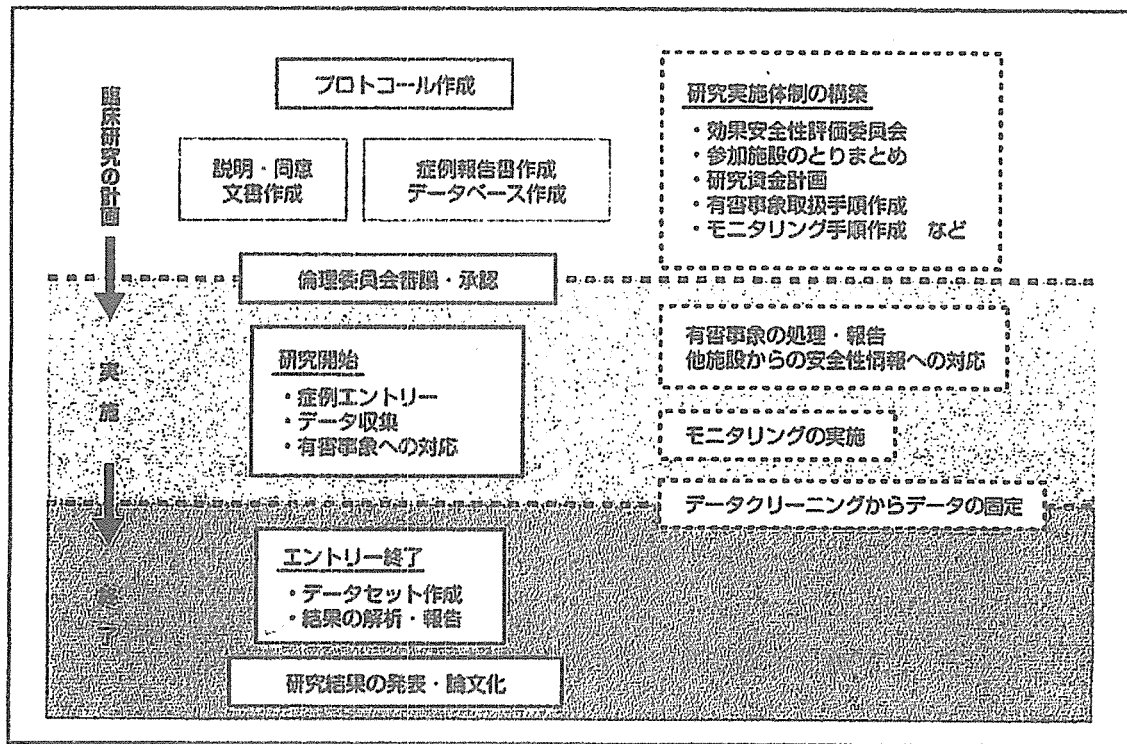 臨床研究の計画
プロトコール作成
説明・同意
文書作成
症例報告書作成
データベース作成
研究実施体制の構築
・効果安全性評価委員会
・参加施設のとりまとめ
・研究資金計画
・有害事象取扱手順作成
・モニタリング手順作成 など
倫理委員会審議・承認
実施
研究開始
・症例エントリー
・データ収集
・有害事象への対応
有害事象の処理・報告
他施設からの安全性情報への対応
モニタリングの実施
データクリーニングからデータの固定
終了
エントリー終了
・データセット作成
・結果の解析・報告
研究結果の発表・論文化